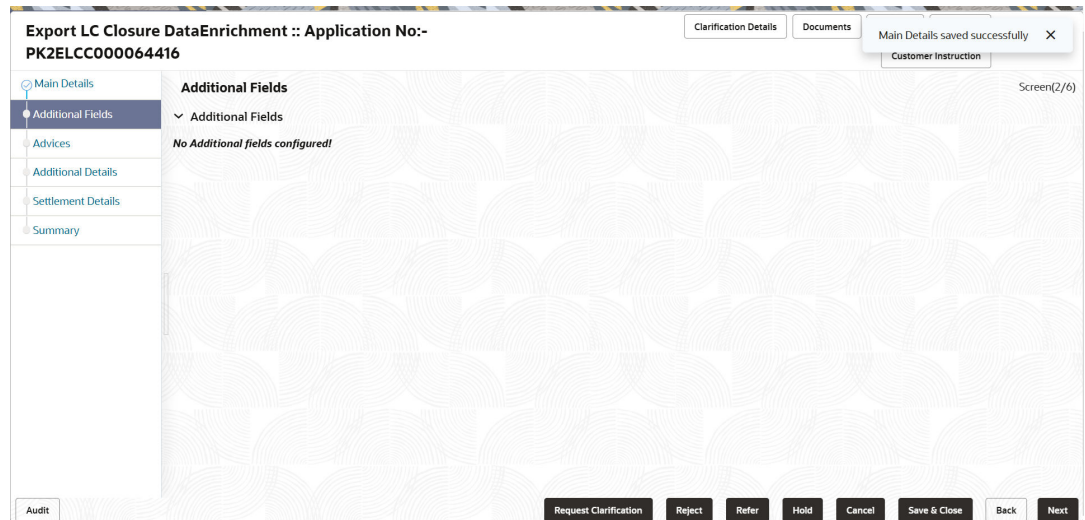 Export LC Closure DataEnrichment :: Application No:-
PK2ELCC000064416
Clarification Details
Documents
Main Details saved successfully X
Customer Instruction
Main Details
Additional Fields
Advices
Additional Details
Settlement Details
Summary
Additional Fields
Screen(2/6)
Additional Fields
No Additional fields configured!
Audit
Request Clarification
Reject
Refer
Hold
Cancel
Save & Close
Back
Next